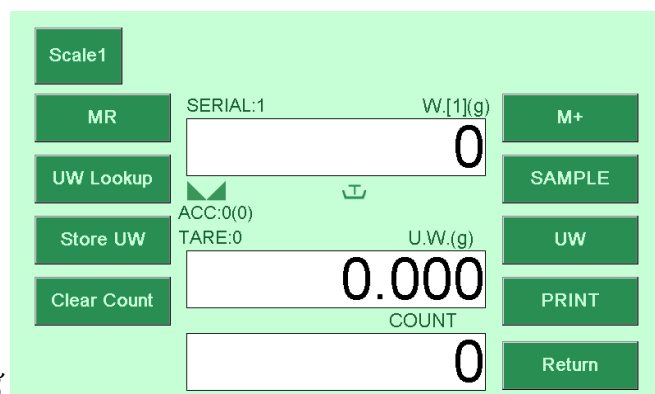 Scale1
MR
SERIAL:1 W.[1](g)
M+
0
UW Lookup
SAMPLE
ACC:0(0)
Store UW
TARE:0 U.W.(g)
UW
0.000
Clear Count
PRINT
COUNT
0
Return